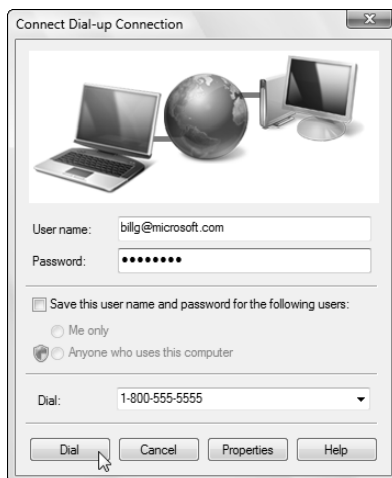 Connect Dial-up Connection
User name: billg@microsoft.com
Password: ••••••••
Save this user name and password for the following users:
Me only
Anyone who uses this computer
Dial: 1-800-555-5555
Dial Cancel Properties Help